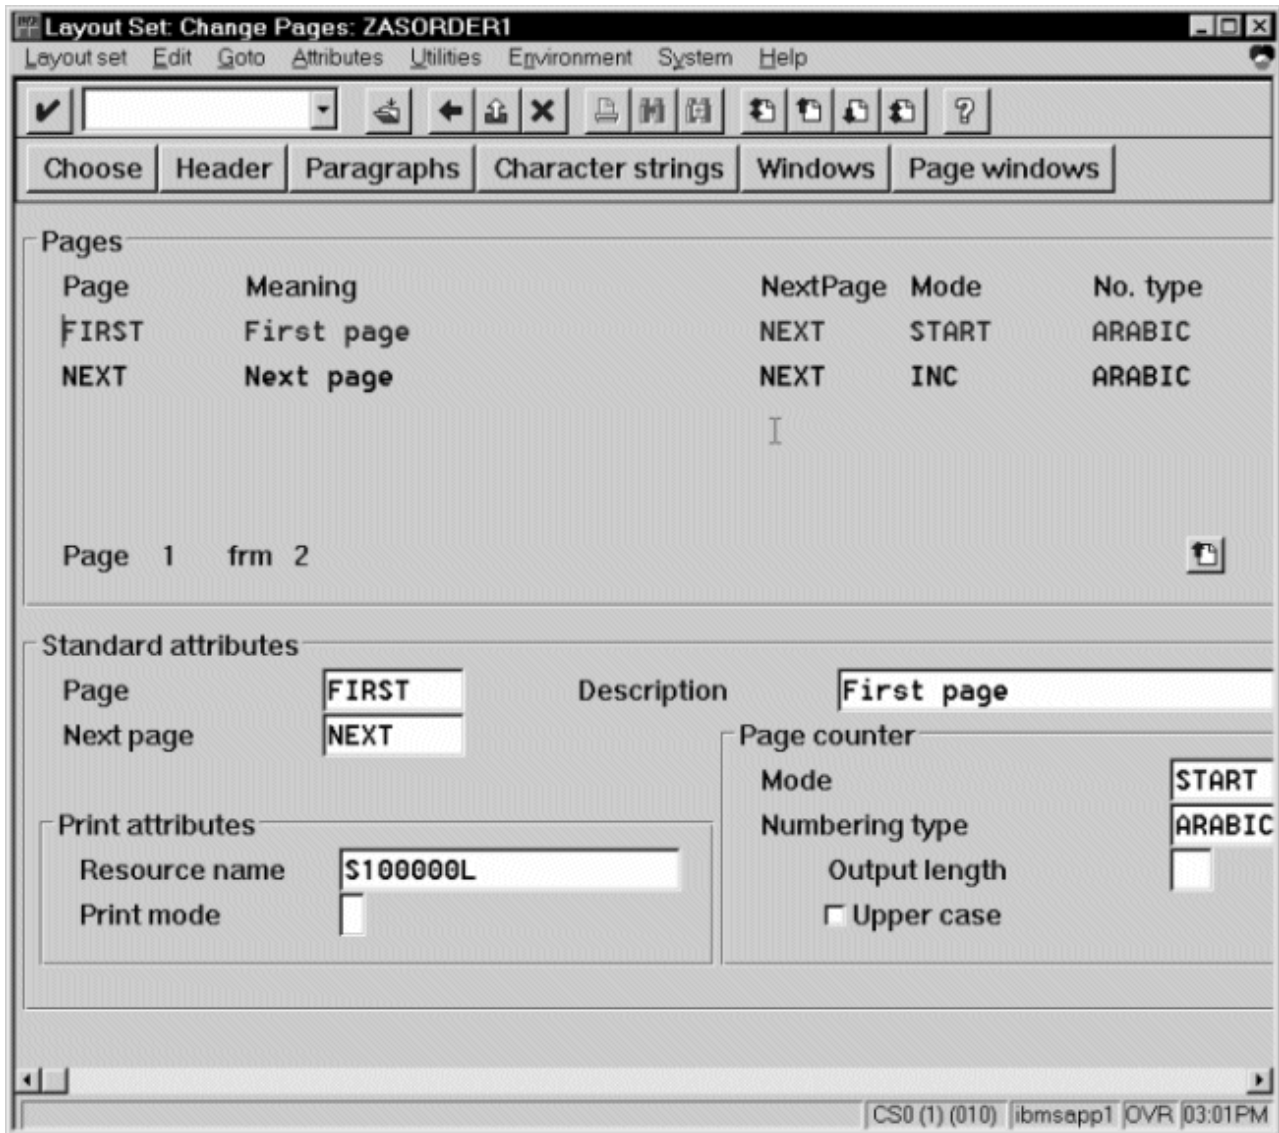 Layout Set: Change Pages: ZASORDER1
Layout set Edit Goto Attributes Utilities Environment System Help
Choose Header Paragraphs Character strings Windows Page windows
Pages
Page Meaning NextPage Mode No. type
FIRST First page NEXT START ARABIC
NEXT Next page NEXT INC ARABIC
Page 1 frm 2
Standard attributes
Page FIRST Description First page
Next page NEXT
Page counter
Mode START
Print attributes
Numbering type ARABIC
Resource name S100000L
Output length
Print mode
Upper case
CS0 (1) (010) ibmsapp1 OVR 03:01PM